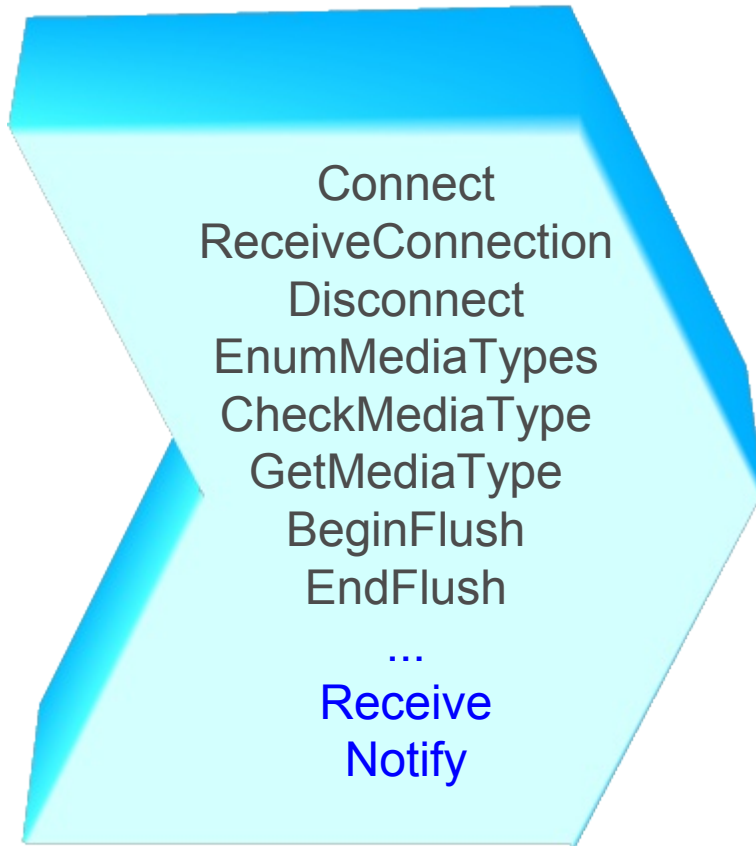 Connect
ReceiveConnection
Disconnect
EnumMediaTypes
CheckMediaType
GetMediaType
BeginFlush
EndFlush
...
Receive
Notify